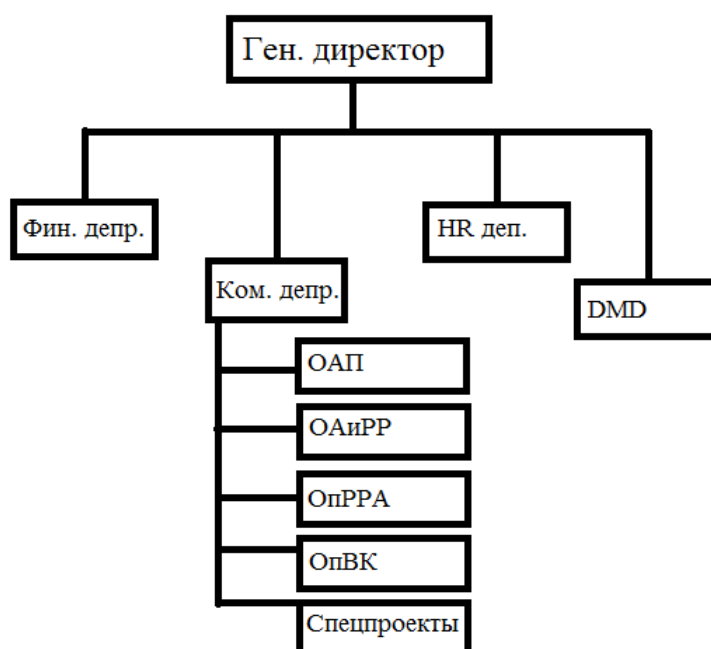 Ген. директор
Фин. депр.
HR деп.
Ком. депр.
DMD
ОАП
ОАиРР
ОпРРА
ОпВК
Спецпроекты